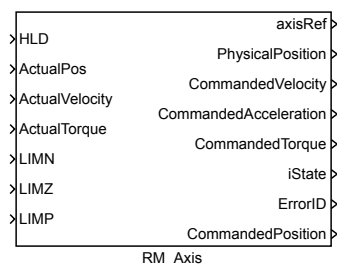 axisRef
HLD
PhysicalPosition
ActualPos
CommandedVelocity
ActualVelocity
CommandedAcceleration
ActualTorque
CommandedTorque
LIMN
iState
LIMZ
ErrorID
LIMP
CommandedPosition
RM_Axis